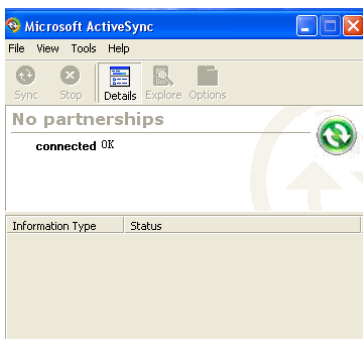 Microsoft ActiveSync
File View Tools Help
Sync Stop Details Explore Options
No partnerships
connected OK
Information Type Status